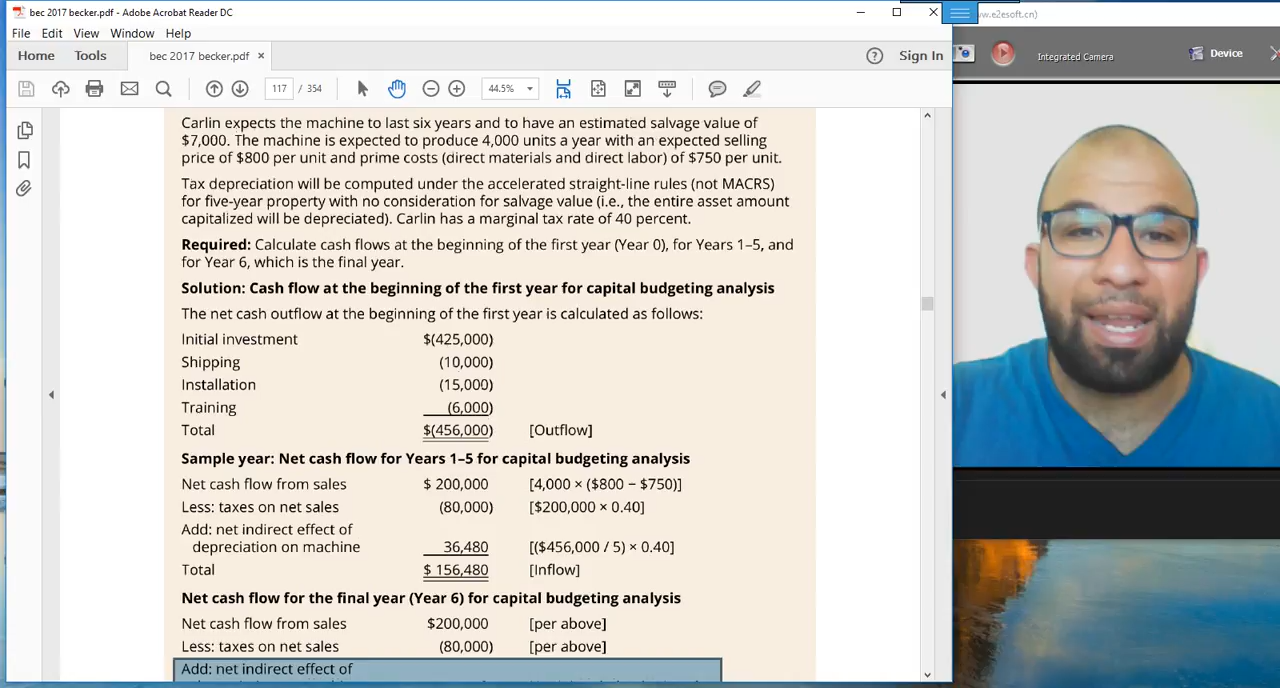 bec 2017 becker.pdf - Adobe Acrobat Reader DC
File Edit View Window Help
Home Tools bec 2017 becker.pdf × Sign In
117 / 354 44.5%
Carlin expects the machine to last six years and to have an estimated salvage value of
$7,000. The machine is expected to produce 4,000 units a year with an expected selling
price of $800 per unit and prime costs (direct materials and direct labor) of $750 per unit.
Tax depreciation will be computed under the accelerated straight-line rules (not MACRS)
for five-year property with no consideration for salvage value (i.e., the entire asset amount
capitalized will be depreciated). Carlin has a marginal tax rate of 40 percent.
Required: Calculate cash flows at the beginning of the first year (Year 0), for Years 1–5, and
for Year 6, which is the final year.
Solution: Cash flow at the beginning of the first year for capital budgeting analysis
The net cash outflow at the beginning of the first year is calculated as follows:
Initial investment $(425,000)
Shipping (10,000)
Installation (15,000)
Training (6,000)
Total $(456,000) [Outflow]
Sample year: Net cash flow for Years 1–5 for capital budgeting analysis
Net cash flow from sales $ 200,000 [4,000 × ($800 − $750)]
Less: taxes on net sales (80,000) [$200,000 × 0.40]
Add: net indirect effect of
depreciation on machine 36,480 [($456,000 / 5) × 0.40]
Total $ 156,480 [Inflow]
Net cash flow for the final year (Year 6) for capital budgeting analysis
Net cash flow from sales $200,000 [per above]
Less: taxes on net sales (80,000) [per above]
Add: net indirect effect of
.e2esoft.cn)
Integrated Camera Device